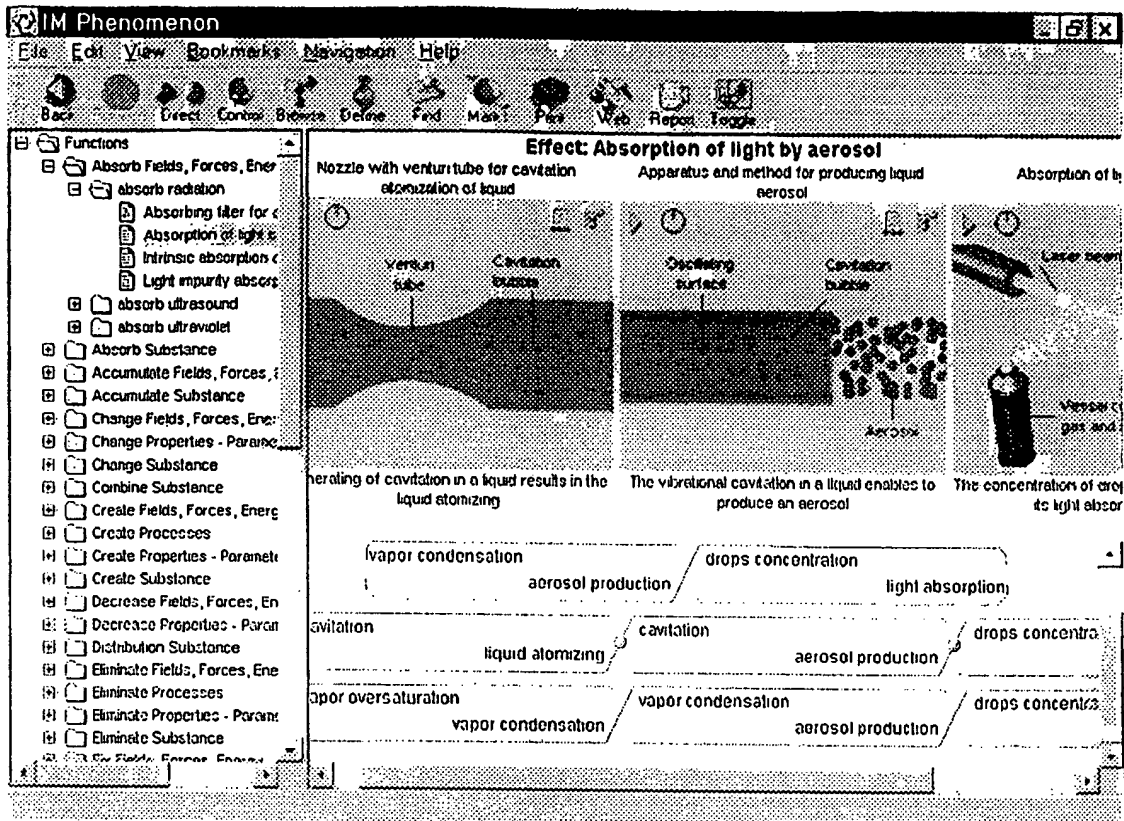 IM Phenomenon
File Edit View Bookmarks Navigation Help
Back Direct Control Browse Define Find Mark Print Web Report Toggle
Functions
Absorb Fields, Forces, Ener
absorb radiation
Absorbing filter for
Absorption of light
Intrinsic absorption
Light impurity absorp
absorb ultrasound
absorb ultraviolet
Absorb Substance
Accumulate Fields, Forces,
Accumulate Substance
Change Fields, Forces, Ener
Change Properties - Parame
Change Substance
Combine Substance
Create Fields, Forces, Energ
Create Processes
Create Properties - Paramete
Create Substance
Decrease Fields, Forces, En
Decrease Properties - Param
Distribution Substance
Eliminate Fields, Forces, Ene
Eliminate Processes
Eliminate Properties - Parame
Eliminate Substance
Effect: Absorption of light by aerosol
Nozzle with venturi tube for cavitation
atomization of liquid
Venturi
tube
Cavitation
bubbles
nerating of cavitation in a liquid results in the
liquid atomizing
Apparatus and method for producing liquid
aerosol
Oscillating
surface
Cavitation
bubble
Aerosol
The vibrational cavitation in a liquid enables to
produce an aerosol
Absorption of
Laser beam
Vessel
gas and
The concentration of drop
its light absor
vapor condensation
aerosol production
drops concentration
light absorption
avitation
liquid atomizing
cavitation
aerosol production
drops concentra
apor oversaturation
vapor condensation
vapor condensation
aerosol production
drops concentra